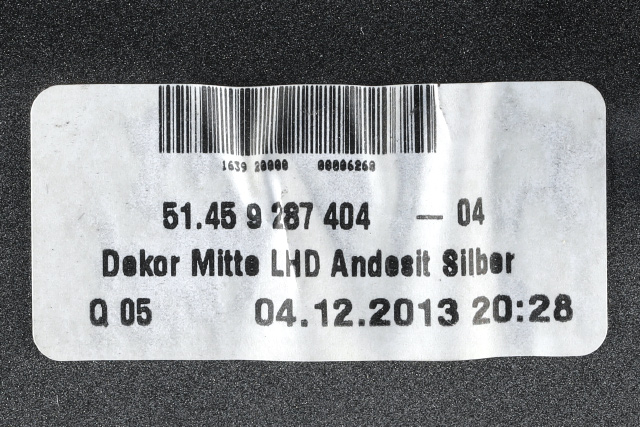 1639 20000 00006260
51.45 9 287 404 — 04
Dekor Mitte LHD Andesit Silber
Q 05 04.12.2013 20:28